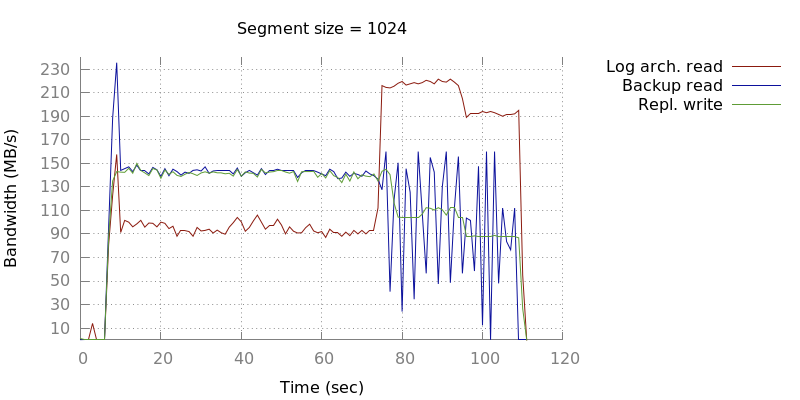 Segment size = 1024
Bandwidth (MB/s)
230
210
190
170
150
130
110
90
70
50
30
10
0 20 40 60 80 100 120
Time (sec)
Log arch. read
Backup read
Repl. write